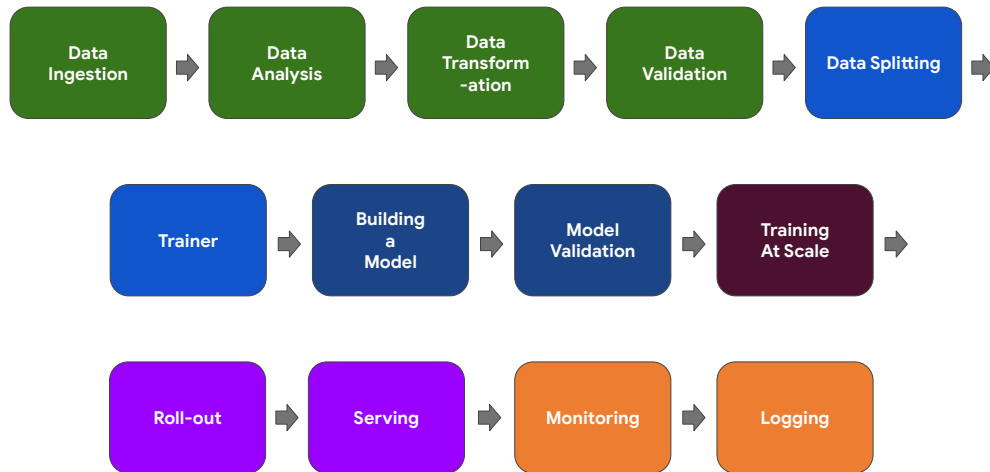 Data
Ingestion
Data
Analysis
Data
Transform
-ation
Data
Validation
Data Splitting
Trainer
Building
a
Model
Model
Validation
Training
At Scale
Roll-out
Serving
Monitoring
Logging